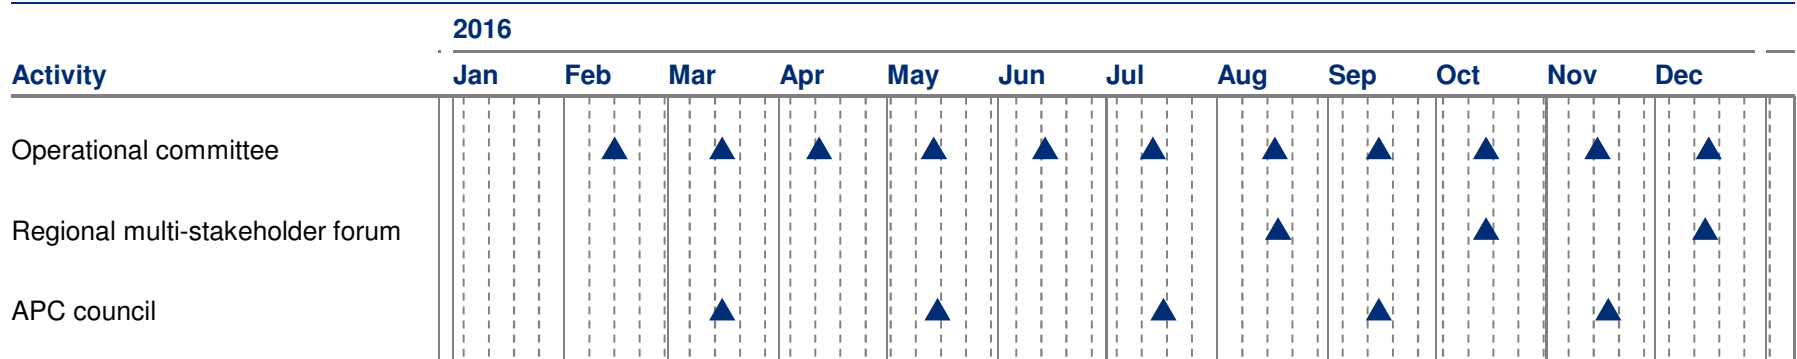 2016
Activity Jan Feb Mar Apr May Jun Jul Aug Sep Oct Nov Dec
Operational committee
Regional multi-stakeholder forum
APC council